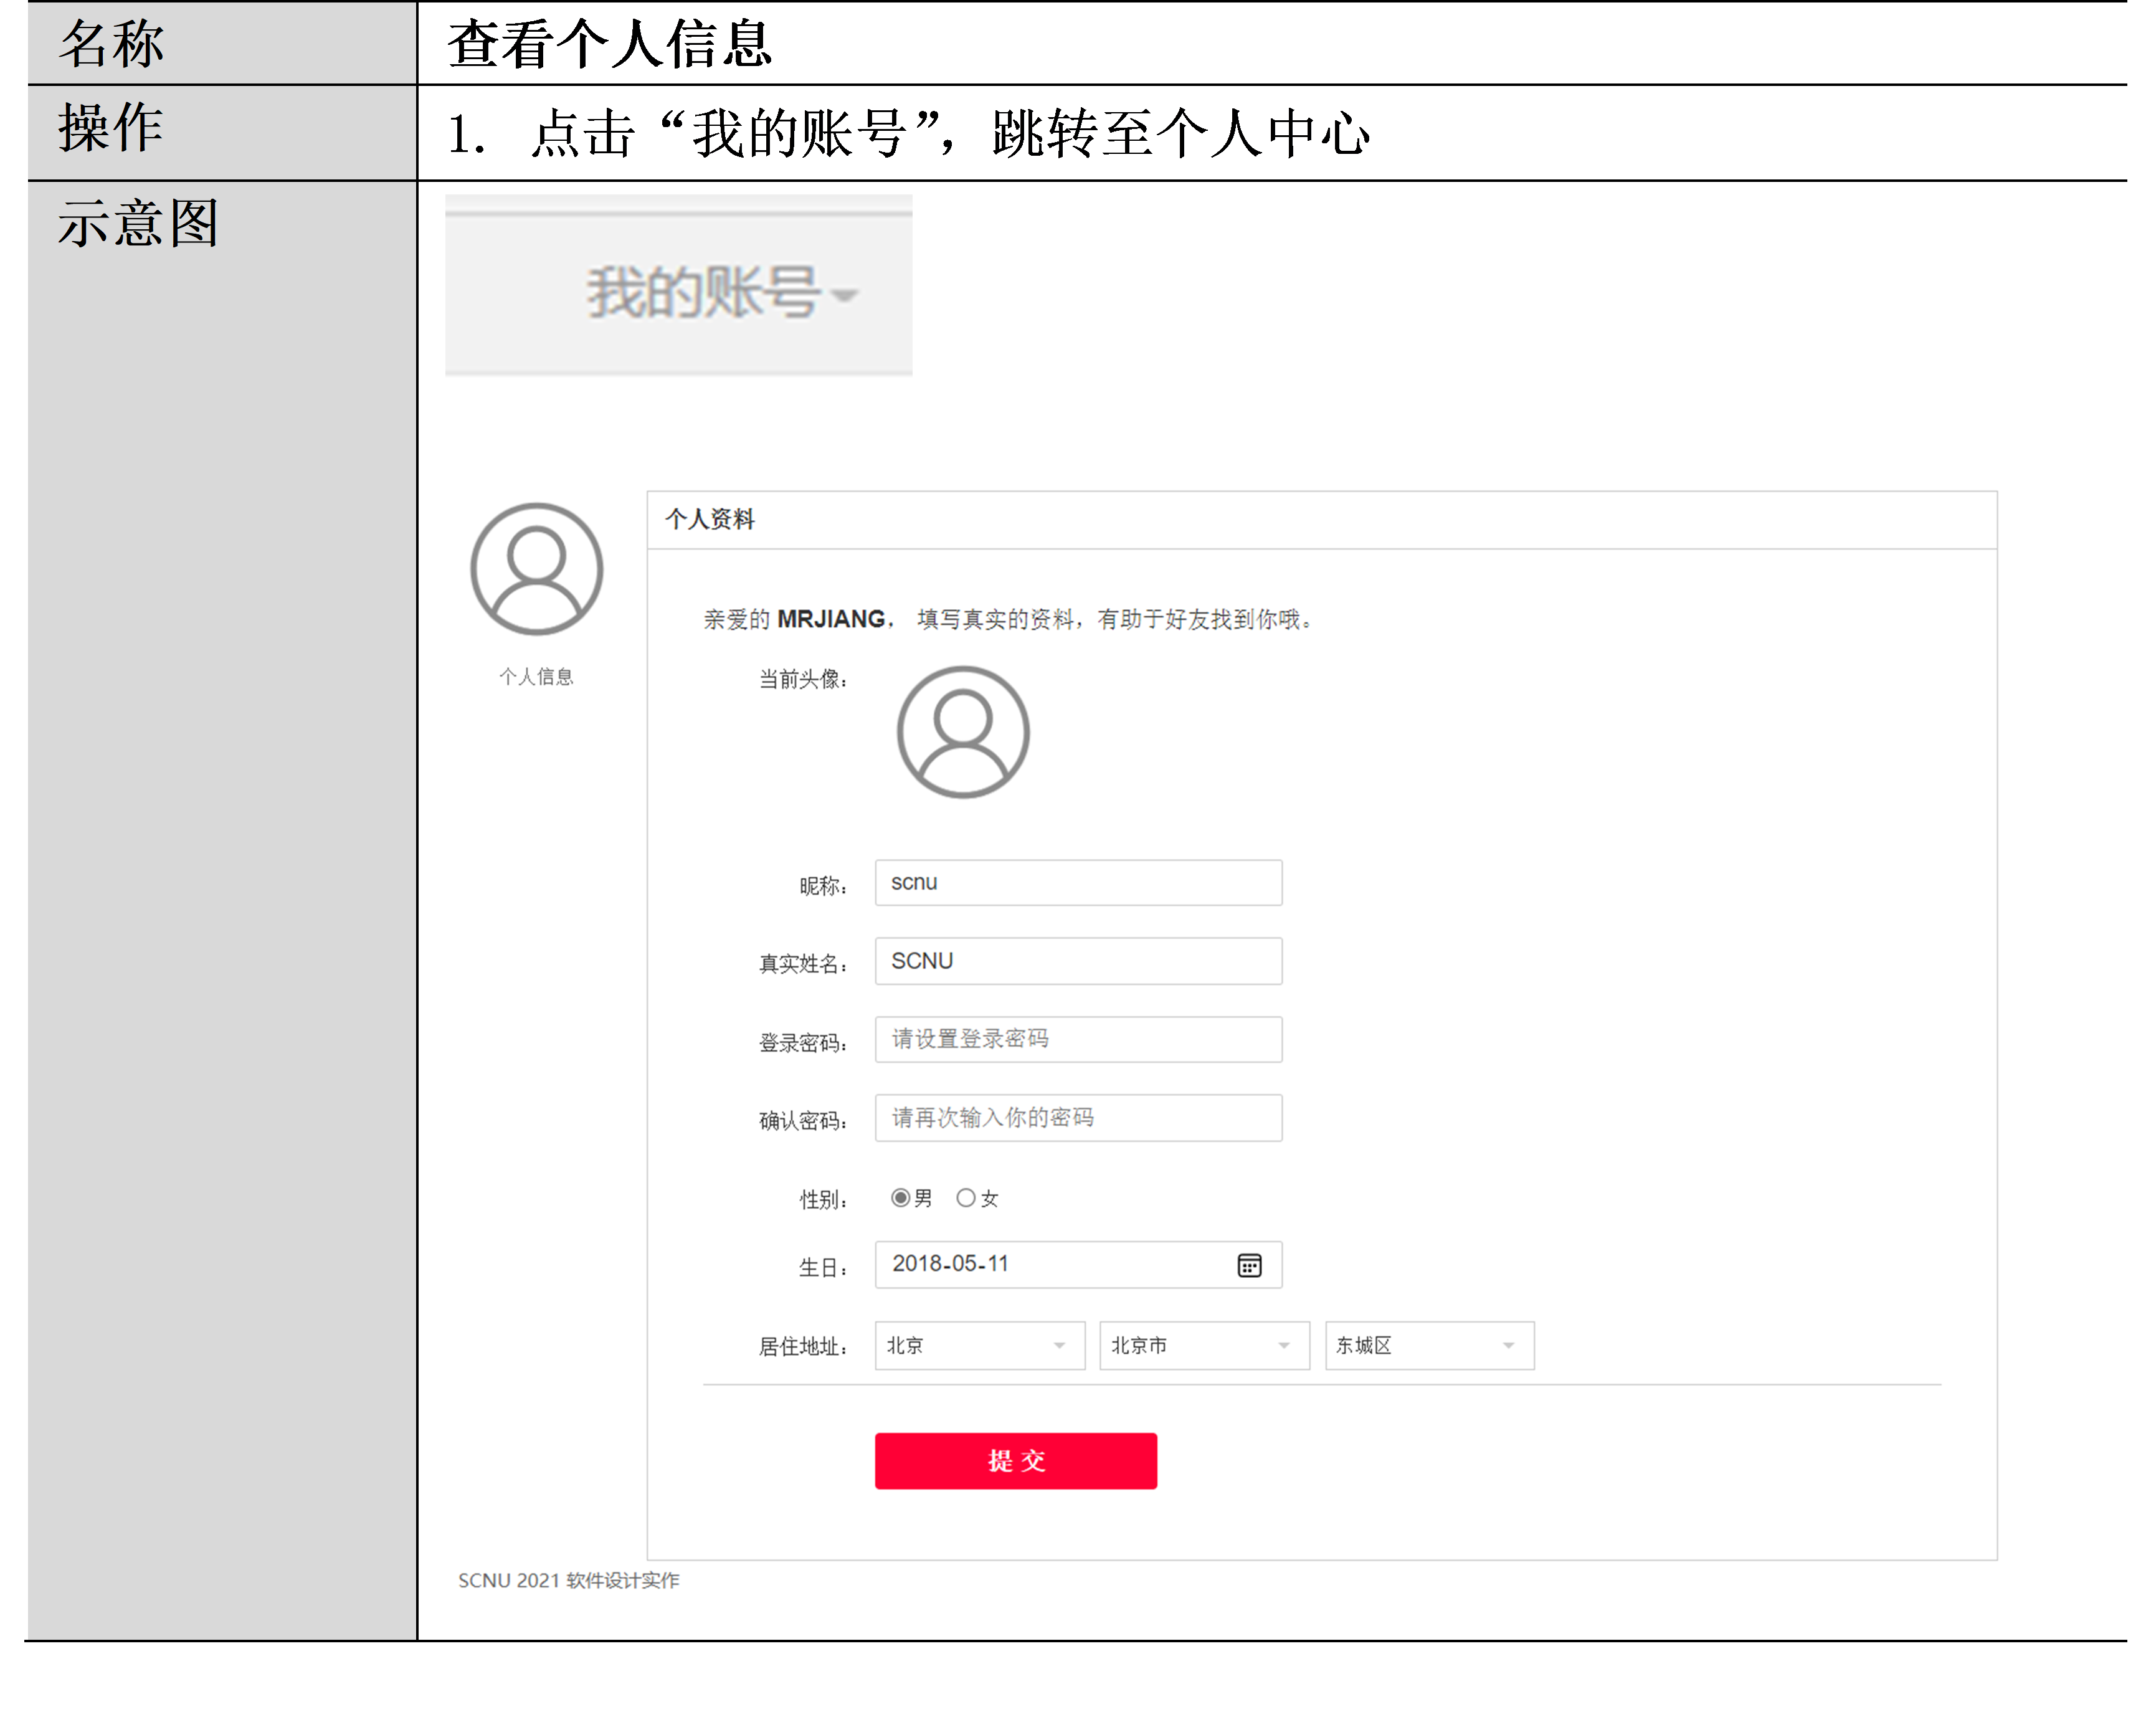 名称
查看个人信息
操作
1. 点击“我的账号”，跳转至个人中心
示意图
我的账号
个人信息
个人资料
亲爱的 MRJIANG， 填写真实的资料，有助于好友找到你哦。
当前头像：
昵称： scnu
真实姓名： SCNU
登录密码： 请设置登录密码
确认密码： 请再次输入你的密码
性别： 男 女
生日： 2018-05-11
居住地址： 北京 北京市 东城区
提 交
SCNU 2021 软件设计实作